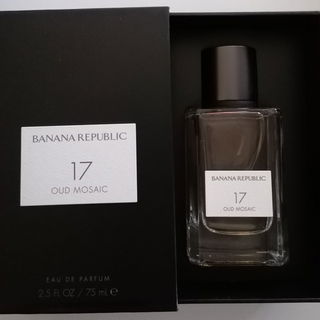 BANANA REPUBLIC
17
OUD MOSAIC
EAU DE PARFUM
2.5 FL OZ / 75 ml ℮
BANANA REPUBLIC
17
OUD MOSAIC